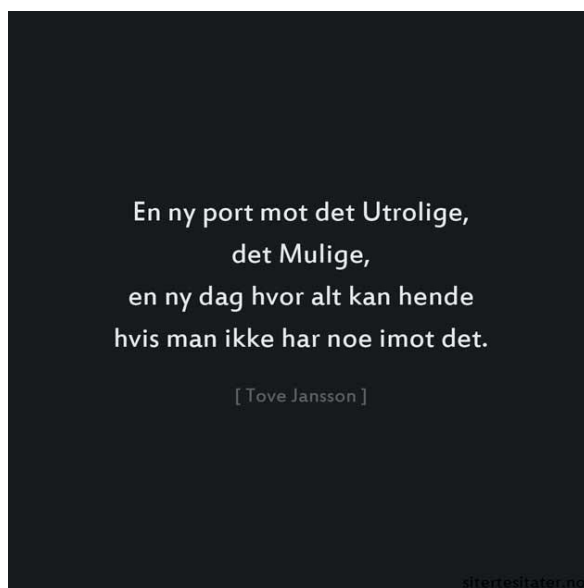 En ny port mot det Utrolige,
det Mulige,
en ny dag hvor alt kan hende
hvis man ikke har noe imot det.
[ Tove Jansson ]
sitertesitater.no